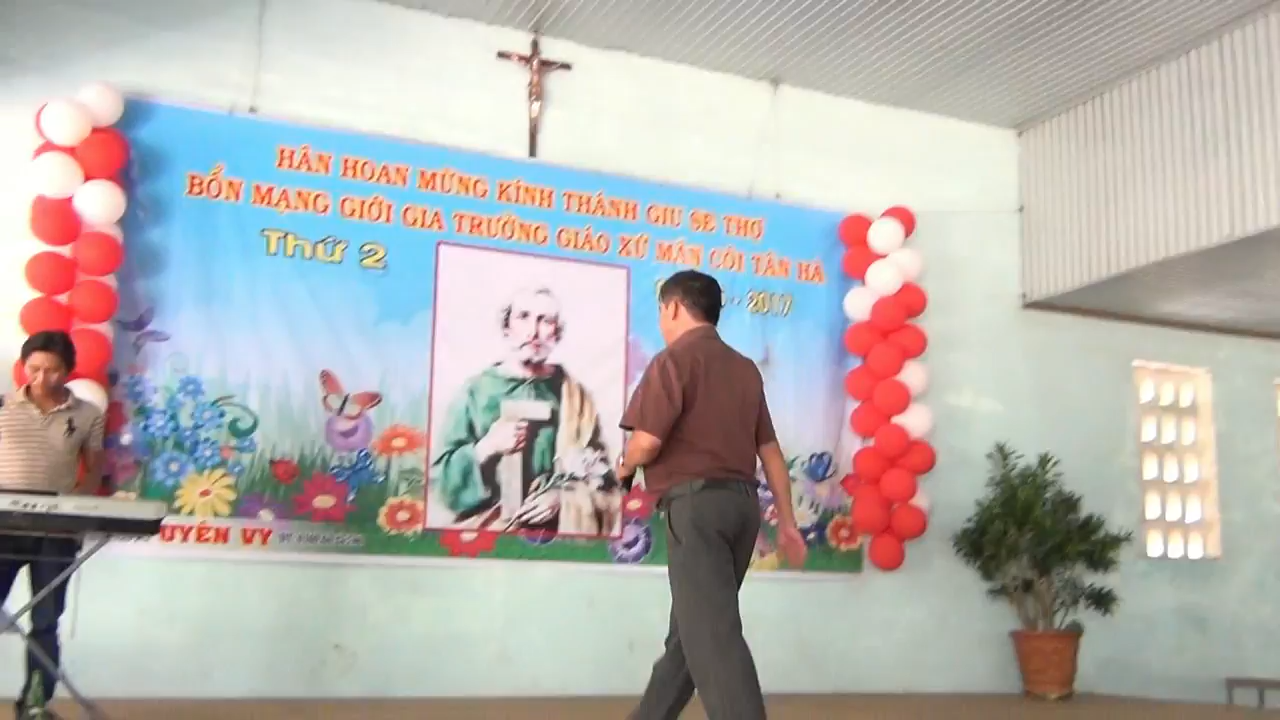 HÂN HOAN MỪNG KÍNH THÁNH GIU SE THỢ
BỔN MẠNG GIỚI GIA TRƯỞNG GIÁO XỨ MÂN CÔI TÂN HÀ
Thứ 2
- 2017
UYÊN VY